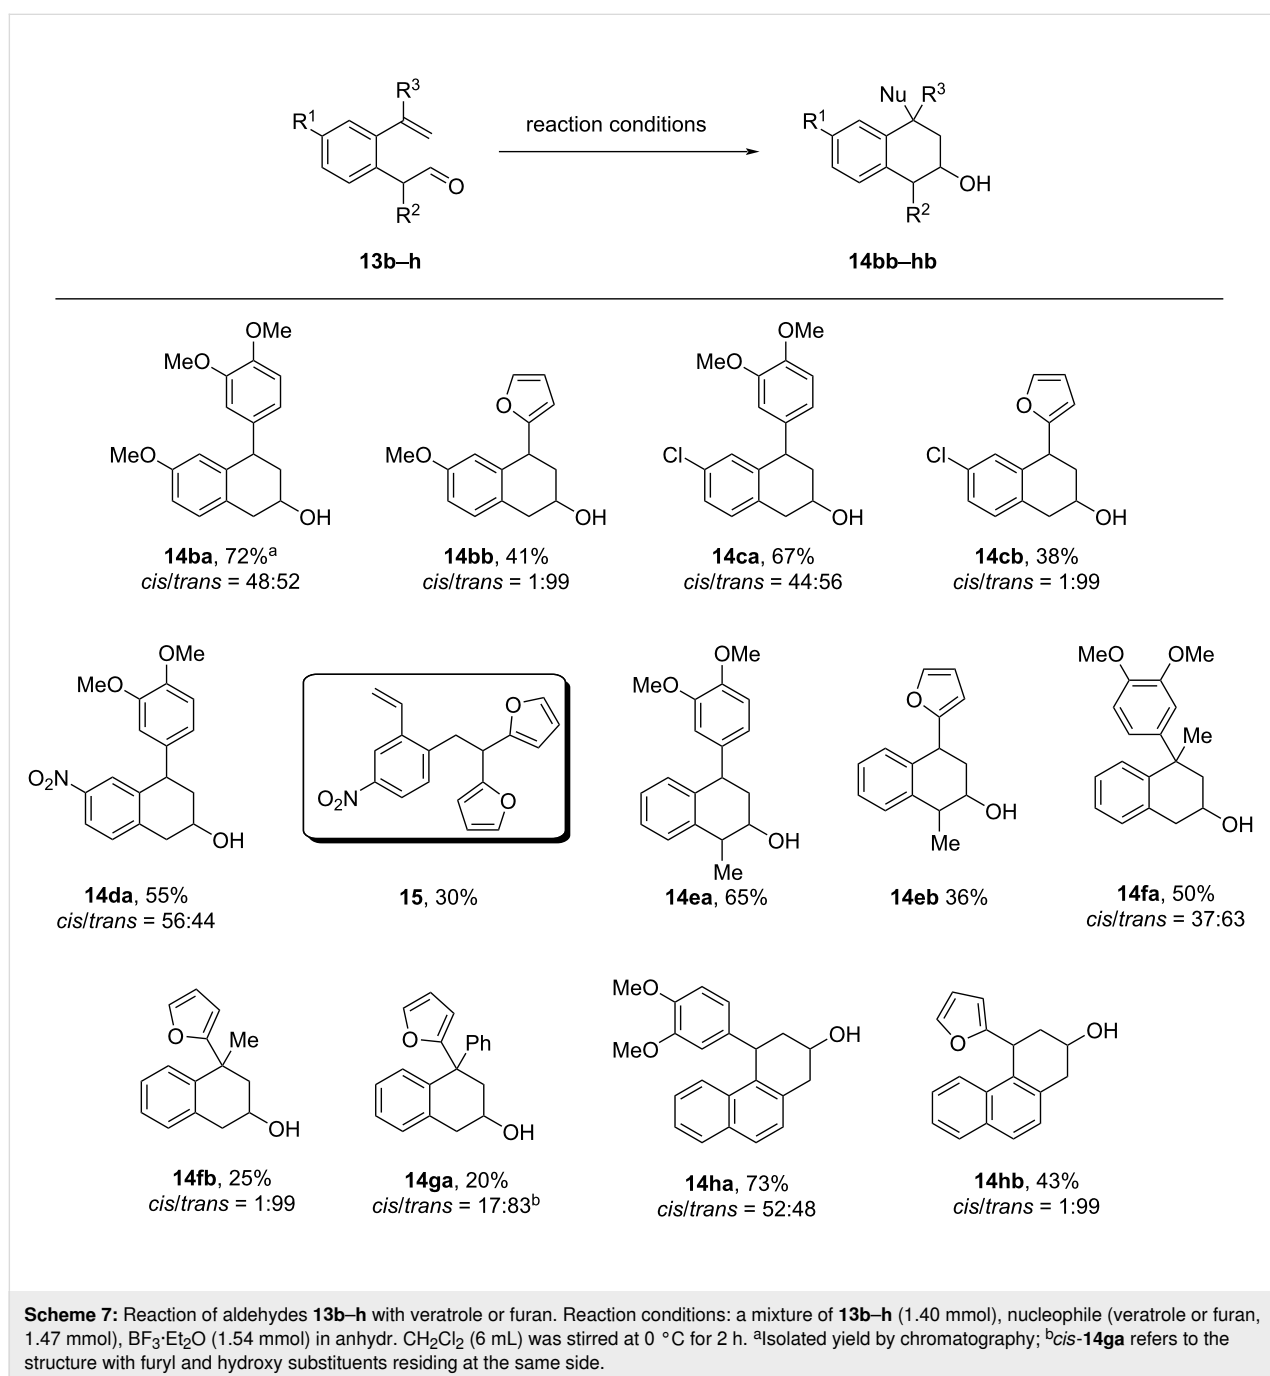 R3
R1
O
R2
reaction conditions
Nu R3
R1
OH
R2
13b–h
14bb–hb
OMe
MeO
MeO
OH
O
MeO
OH
OMe
MeO
Cl
OH
O
Cl
OH
14ba, 72%a
cis/trans = 48:52
14bb, 41%
cis/trans = 1:99
14ca, 67%
cis/trans = 44:56
14cb, 38%
cis/trans = 1:99
OMe
MeO
O2N
OH
O
O
O2N
OMe
MeO
OH
Me
O
OH
Me
MeO OMe
Me
OH
14da, 55%
cis/trans = 56:44
15, 30%
14ea, 65%
14eb 36%
14fa, 50%
cis/trans = 37:63
O
Me
OH
O
Ph
OH
MeO
MeO
OH
O
OH
14fb, 25%
cis/trans = 1:99
14ga, 20%
cis/trans = 17:83b
14ha, 73%
cis/trans = 52:48
14hb, 43%
cis/trans = 1:99
Scheme 7: Reaction of aldehydes 13b–h with veratrole or furan. Reaction conditions: a mixture of 13b–h (1.40 mmol), nucleophile (veratrole or furan,
1.47 mmol), BF3·Et2O (1.54 mmol) in anhydr. CH2Cl2 (6 mL) was stirred at 0 °C for 2 h. aIsolated yield by chromatography; bcis-14ga refers to the
structure with furyl and hydroxy substituents residing at the same side.